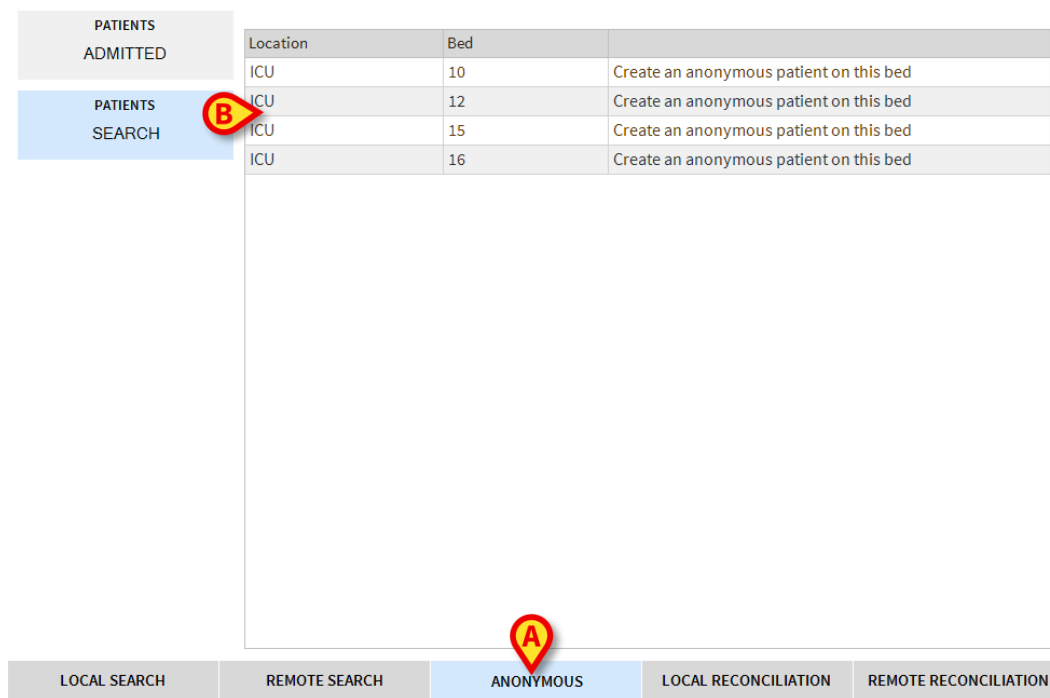 PATIENTS
ADMITTED
PATIENTS
SEARCH
B
Location Bed
ICU 10 Create an anonymous patient on this bed
ICU 12 Create an anonymous patient on this bed
ICU 15 Create an anonymous patient on this bed
ICU 16 Create an anonymous patient on this bed
A
LOCAL SEARCH REMOTE SEARCH ANONYMOUS LOCAL RECONCILIATION REMOTE RECONCILIATION